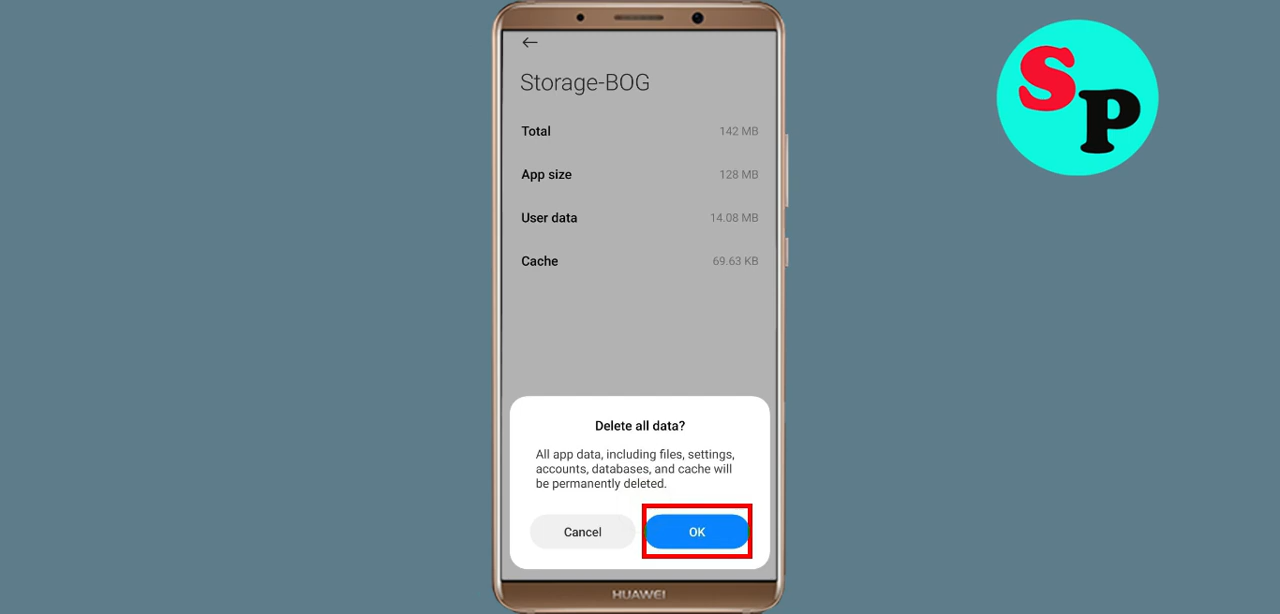 SP
Storage-BOG
Total 142 MB
App size 128 MB
User data 14.08 MB
Cache 69.63 KB
Delete all data?
All app data, including files, settings,
accounts, databases, and cache will
be permanently deleted.
Cancel OK
HUAWEI